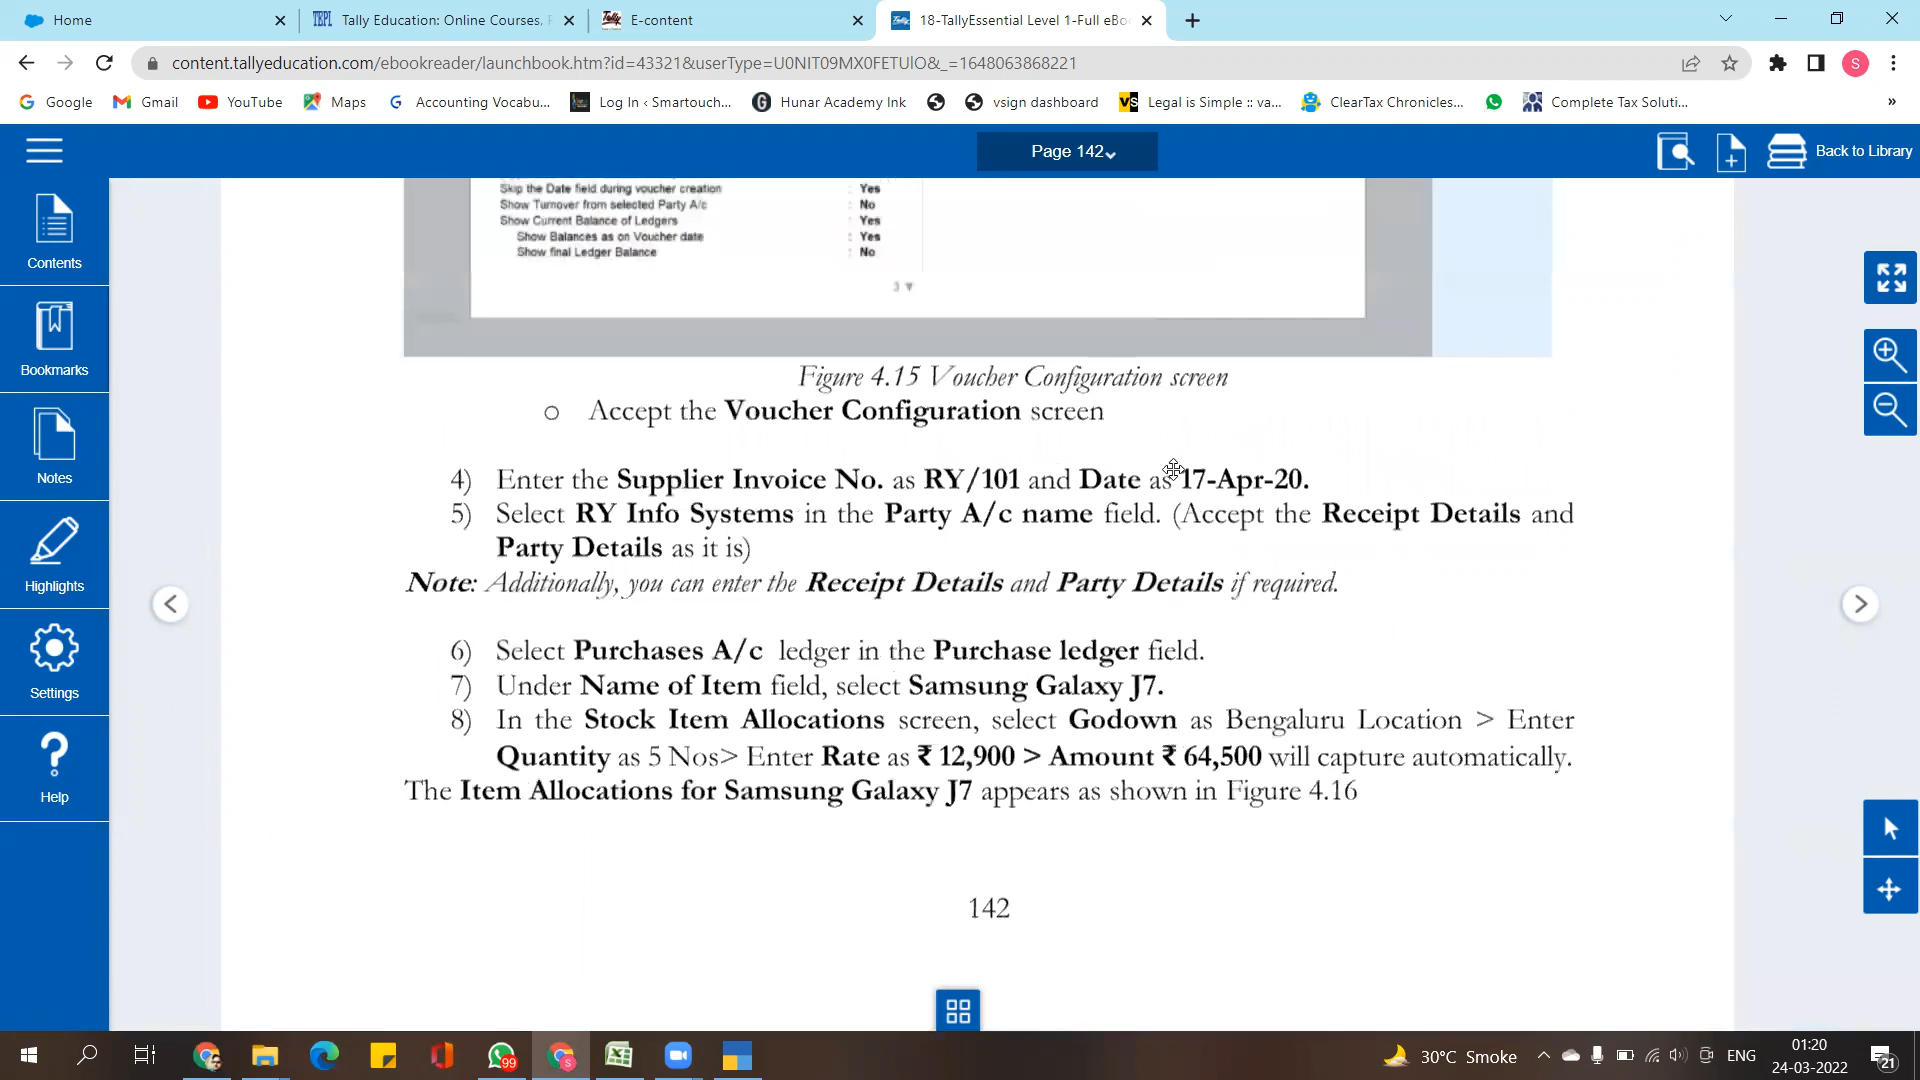 Home
Tally Education: Online Courses,
E-content
18-TallyEssential Level 1-Full eBo
content.tallyeducation.com/ebookreader/launchbook.htm?id=43321&userType=U0NIT09MX0FETUlO&_=1648063868221
S
Google
Gmail
YouTube
Maps
Accounting Vocabu...
Log In ‹ Smartouch...
Hunar Academy Ink
vsign dashboard
Legal is Simple :: va...
ClearTax Chronicles...
Complete Tax Soluti...
»
Page 142
Back to Library
Contents
Bookmarks
Notes
Highlights
Settings
Help
Skip the Date field during voucher creation : Yes
Show Turnover from selected Party A/c : No
Show Current Balance of Ledgers : Yes
Show Balances as on Voucher date : Yes
Show final Ledger Balance : No
3 ▼
Figure 4.15 Voucher Configuration screen
o Accept the Voucher Configuration screen
4) Enter the Supplier Invoice No. as RY/101 and Date as 17-Apr-20.
5) Select RY Info Systems in the Party A/c name field. (Accept the Receipt Details and
Party Details as it is)
Note: Additionally, you can enter the Receipt Details and Party Details if required.
6) Select Purchases A/c ledger in the Purchase ledger field.
7) Under Name of Item field, select Samsung Galaxy J7.
8) In the Stock Item Allocations screen, select Godown as Bengaluru Location > Enter
Quantity as 5 Nos> Enter Rate as ₹ 12,900 > Amount ₹ 64,500 will capture automatically.
The Item Allocations for Samsung Galaxy J7 appears as shown in Figure 4.16
142
99
30°C Smoke
ENG
01:20
24-03-2022
21